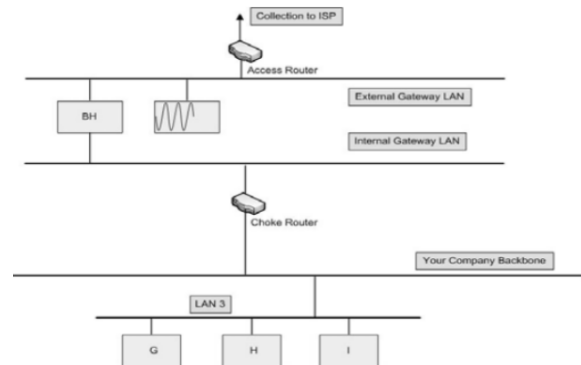 Collection to ISP
Access Router
External Gateway LAN
BH
Internal Gateway LAN
Choke Router
Your Company Backbone
LAN 3
G
H
I